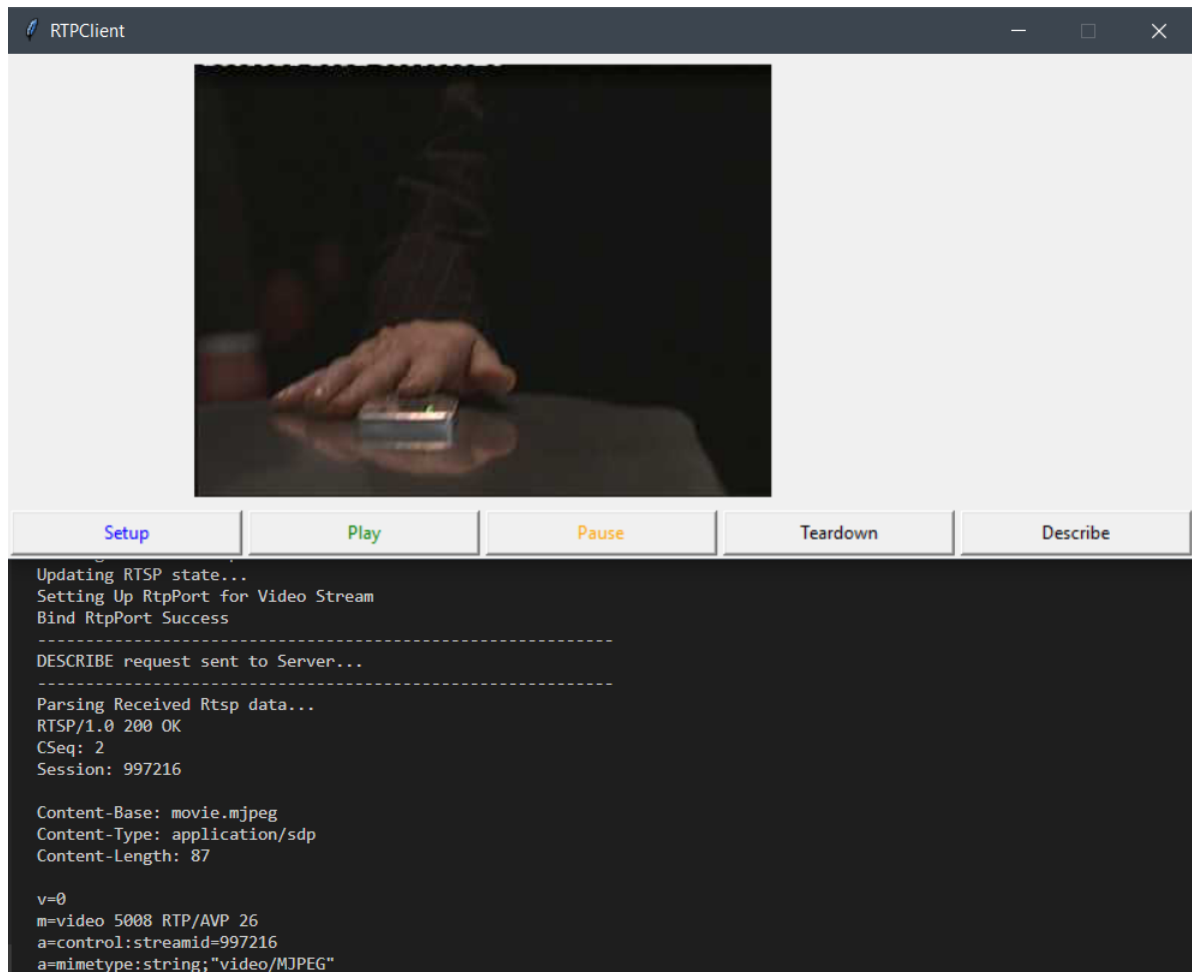 RTPClient
Setup Play Pause Teardown Describe
Updating RTSP state...
Setting Up RtpPort for Video Stream
Bind RtpPort Success
------------------------------------------------------------
DESCRIBE request sent to Server...
------------------------------------------------------------
Parsing Received Rtsp data...
RTSP/1.0 200 OK
CSeq: 2
Session: 997216
Content-Base: movie.mjpeg
Content-Type: application/sdp
Content-Length: 87
v=0
m=video 5008 RTP/AVP 26
a=control:streamid=997216
a=mimetype:string;"video/MJPEG"